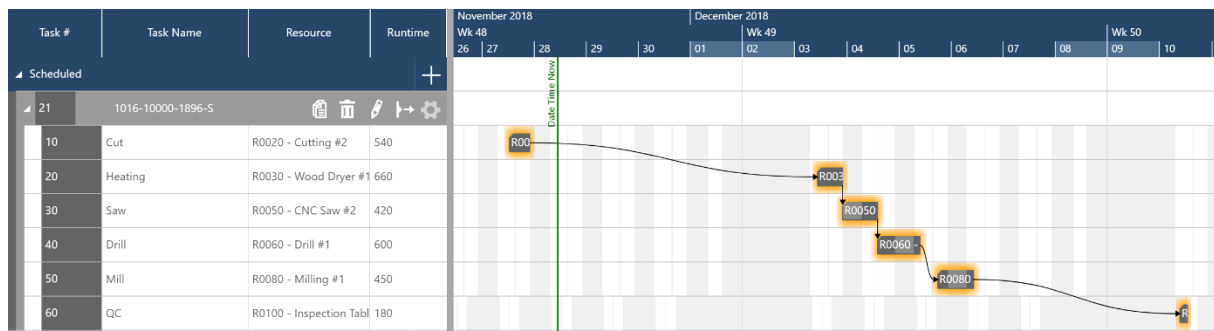 Task # Task Name Resource Runtime
November 2018 December 2018
Wk 48 Wk 49 Wk 50
26 27 28 29 30 01 02 03 04 05 06 07 08 09 10
Scheduled
Date Time Now
21 1016-10000-1896-S
10 Cut R0020 - Cutting #2 540 R00
20 Heating R0030 - Wood Dryer #1 660 R003
30 Saw R0050 - CNC Saw #2 420 R0050
40 Drill R0060 - Drill #1 600 R0060 -
50 Mill R0080 - Milling #1 450 R0080
60 QC R0100 - Inspection Tabl 180 R